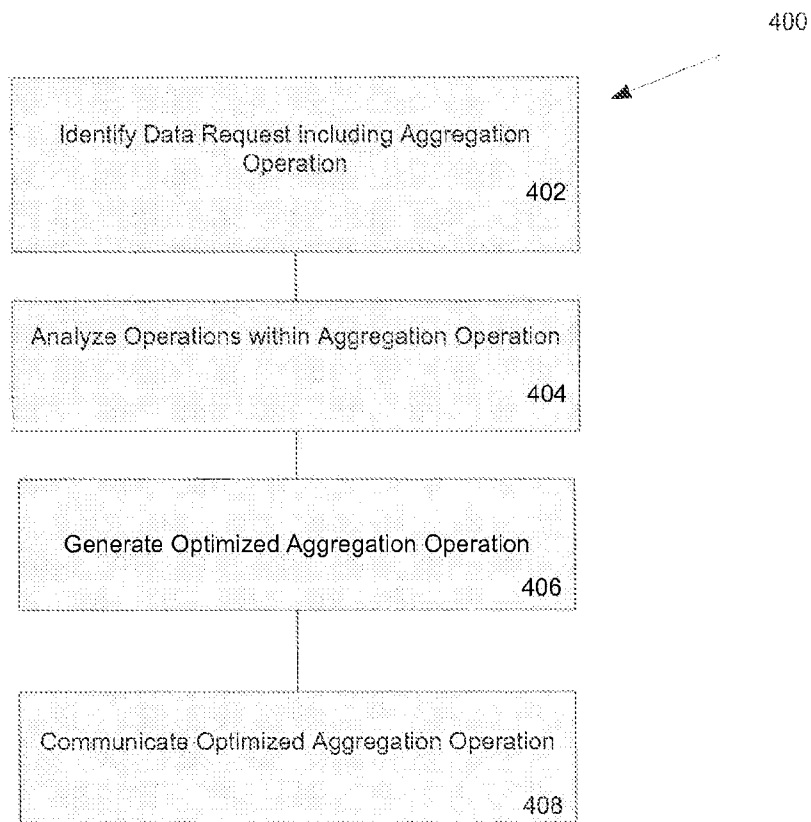 400
Identify Data Request including Aggregation
Operation
402
Analyze Operations within Aggregation Operation
404
Generate Optimized Aggregation Operation
406
Communicate Optimized Aggregation Operation
408